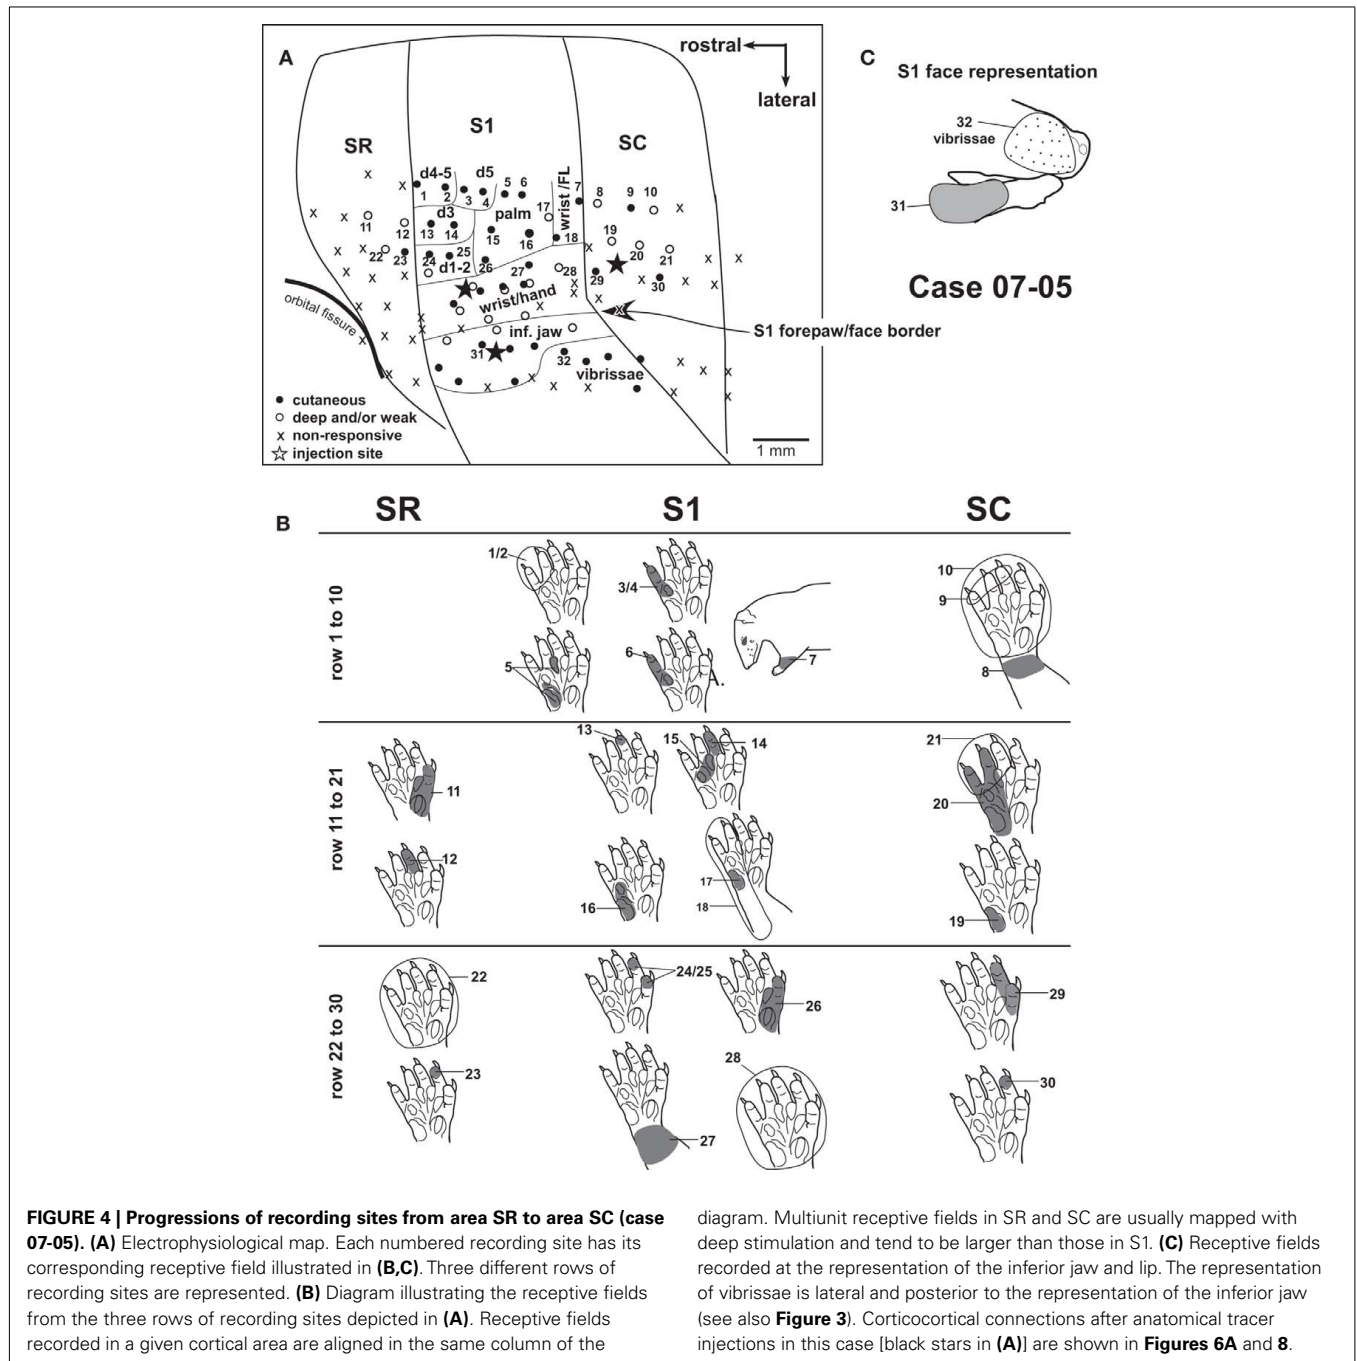 A
rostral
lateral
S1
SR
SC
d4-5
d5
1
2
3
4
5
6
7
8
9
10
wrist /FL
d3
palm
11
12
13
14
15
16
17
18
19
20
21
22
23
24
25
26
27
28
29
30
d1-2
wrist/hand
inf. jaw
31
32
vibrissae
orbital fissure
S1 forepaw/face border
cutaneous
deep and/or weak
x non-responsive
injection site
1 mm
C
S1 face representation
32
vibrissae
31
Case 07-05
B
SR
S1
SC
row 1 to 10
1/2
3/4
5
6
7
A.
10
9
8
row 11 to 21
11
12
13
14
15
16
17
18
21
20
19
row 22 to 30
22
23
24/25
26
27
28
29
30
FIGURE 4 | Progressions of recording sites from area SR to area SC (case
07-05). (A) Electrophysiological map. Each numbered recording site has its
corresponding receptive field illustrated in (B,C). Three different rows of
recording sites are represented. (B) Diagram illustrating the receptive fields
from the three rows of recording sites depicted in (A). Receptive fields
recorded in a given cortical area are aligned in the same column of the
diagram. Multiunit receptive fields in SR and SC are usually mapped with
deep stimulation and tend to be larger than those in S1. (C) Receptive fields
recorded at the representation of the inferior jaw and lip. The representation
of vibrissae is lateral and posterior to the representation of the inferior jaw
(see also Figure 3). Corticocortical connections after anatomical tracer
injections in this case [black stars in (A)] are shown in Figures 6A and 8.